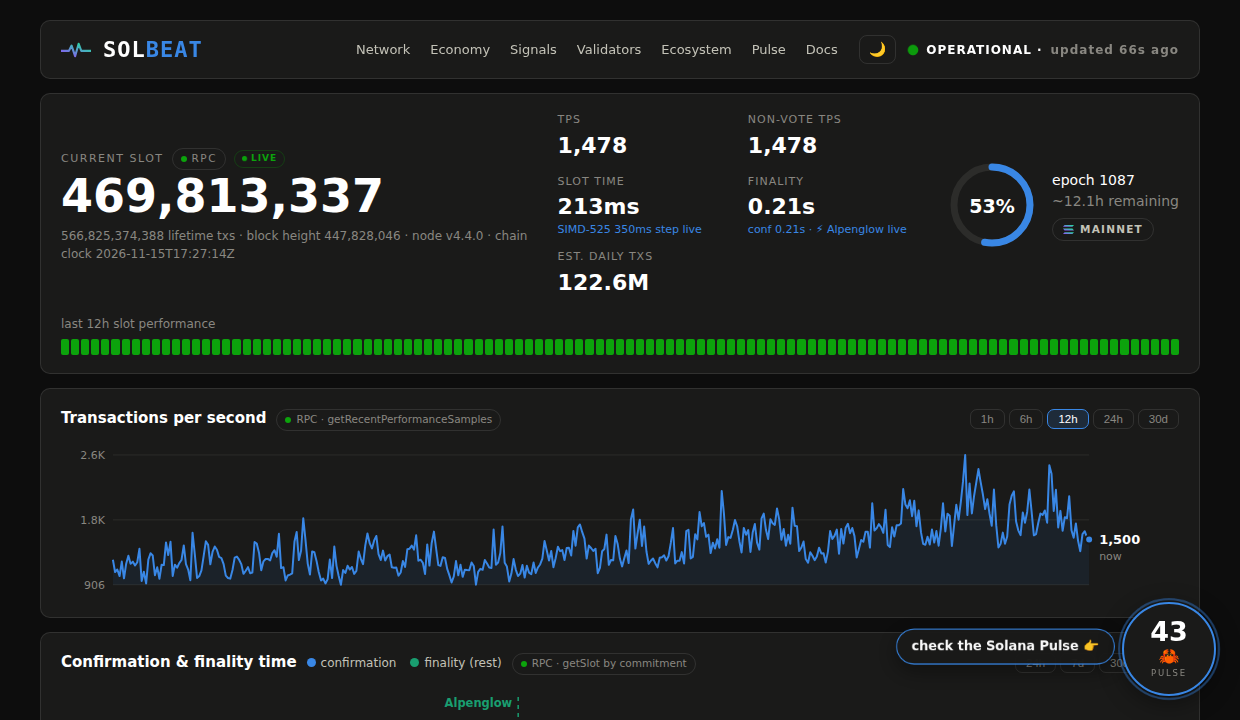 SOLBEAT
Network Economy Signals Validators Ecosystem Pulse Docs
OPERATIONAL · updated 66s ago
CURRENT SLOT RPC LIVE
469,813,337
566,825,374,388 lifetime txs · block height 447,828,046 · node v4.4.0 · chain
clock 2026-11-15T17:27:14Z
TPS
1,478
NON-VOTE TPS
1,478
SLOT TIME
213ms
SIMD-525 350ms step live
FINALITY
0.21s
conf 0.21s · ⚡ Alpenglow live
EST. DAILY TXS
122.6M
53%
epoch 1087
~12.1h remaining
MAINNET
last 12h slot performance
Transactions per second RPC · getRecentPerformanceSamples
1h 6h 12h 24h 30d
2.6K
1.8K
906
1,500
now
Confirmation & finality time confirmation finality (rest) RPC · getSlot by commitment
24h 7d 30
Alpenglow
check the Solana Pulse 👉
43
🦀
PULSE